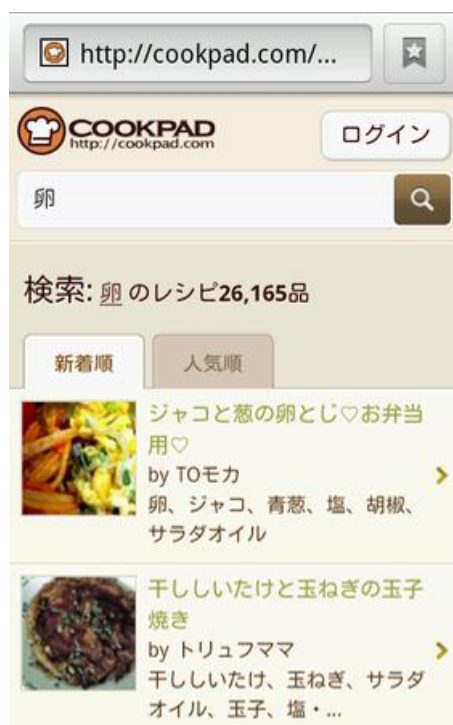 http://cookpad.com/...
COOKPAD
http://cookpad.com
ログイン
卵
検索: 卵 のレシピ26,165品
新着順
人気順
ジャコと葱の卵とじ♡お弁当
用♡
by TOモカ
卵、ジャコ、青葱、塩、胡椒、
サラダオイル
干ししいたけと玉ねぎの玉子
焼き
by トリュフママ
干ししいたけ、玉ねぎ、サラダ
オイル、玉子、塩・...